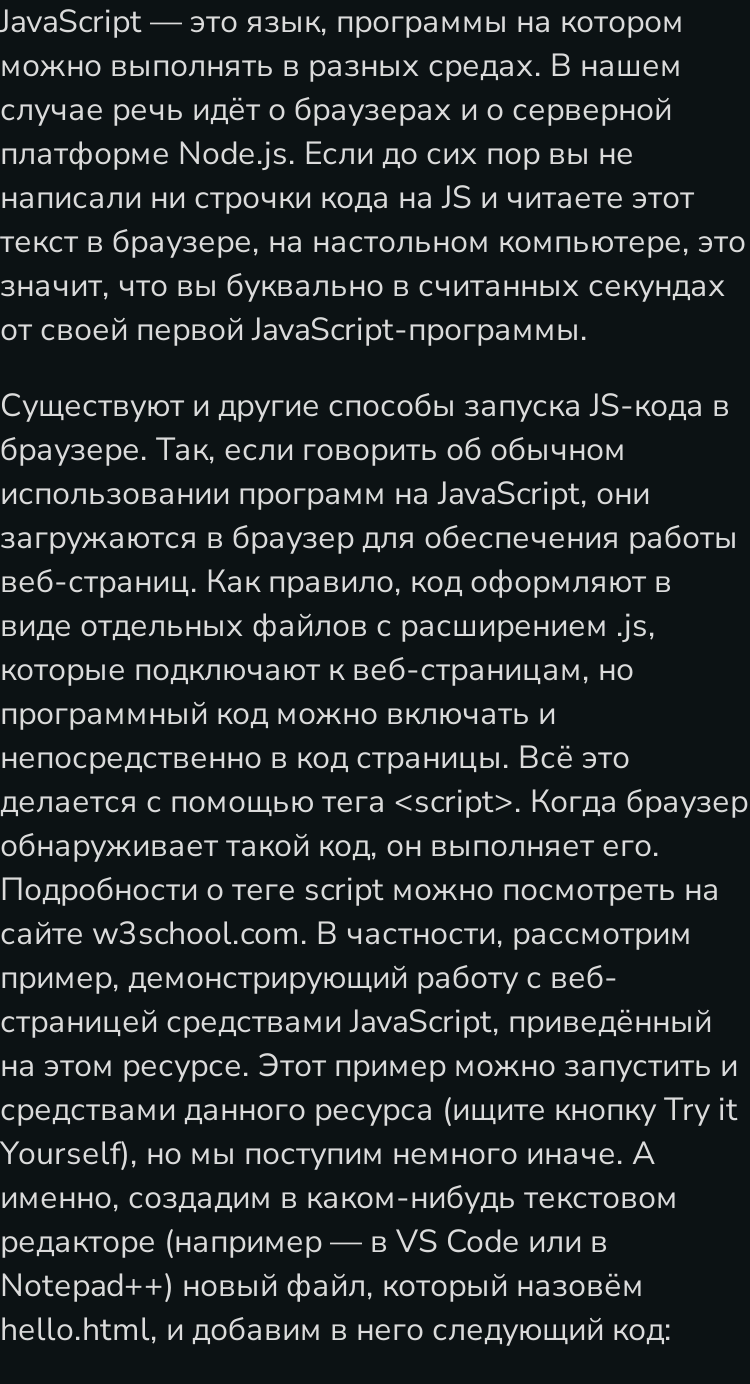 JavaScript — это язык, программы на котором
можно выполнять в разных средах. В нашем
случае речь идёт о браузерах и о серверной
платформе Node.js. Если до сих пор вы не
написали ни строчки кода на JS и читаете этот
текст в браузере, на настольном компьютере, это
значит, что вы буквально в считанных секундах
от своей первой JavaScript-программы.
Существуют и другие способы запуска JS-кода в
браузере. Так, если говорить об обычном
использовании программ на JavaScript, они
загружаются в браузер для обеспечения работы
веб-страниц. Как правило, код оформляют в
виде отдельных файлов с расширением .js,
которые подключают к веб-страницам, но
программный код можно включать и
непосредственно в код страницы. Всё это
делается с помощью тега <script>. Когда браузер
обнаруживает такой код, он выполняет его.
Подробности о теге script можно посмотреть на
сайте w3school.com. В частности, рассмотрим
пример, демонстрирующий работу с веб-
страницей средствами JavaScript, приведённый
на этом ресурсе. Этот пример можно запустить и
средствами данного ресурса (ищите кнопку Try it
Yourself), но мы поступим немного иначе. А
именно, создадим в каком-нибудь текстовом
редакторе (например — в VS Code или в
Notepad++) новый файл, который назовём
hello.html, и добавим в него следующий код: